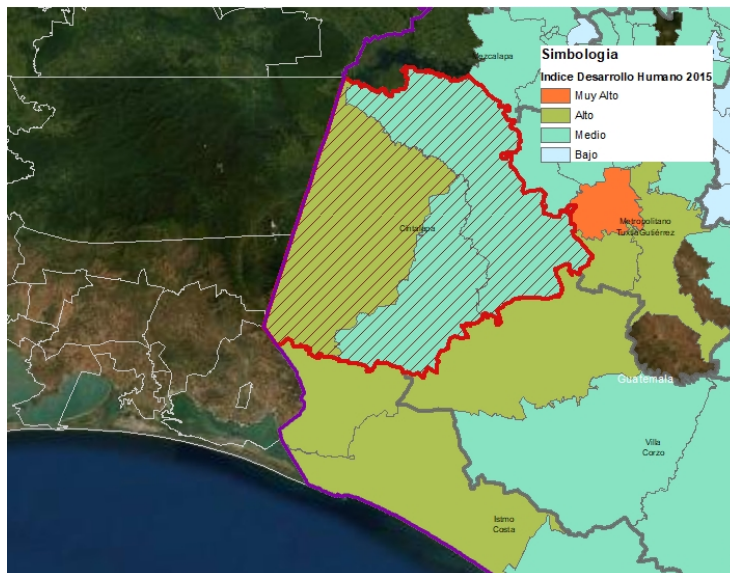 ezcalapa
Simbologia
Indice Desarrollo Humano 2015
Muy Alto
Alto
Medio
Bajo
Cintalapa
Metropolitano
Tuxtla Gutiérrez
Guatemala
Villa
Corzo
Istmo
Costa